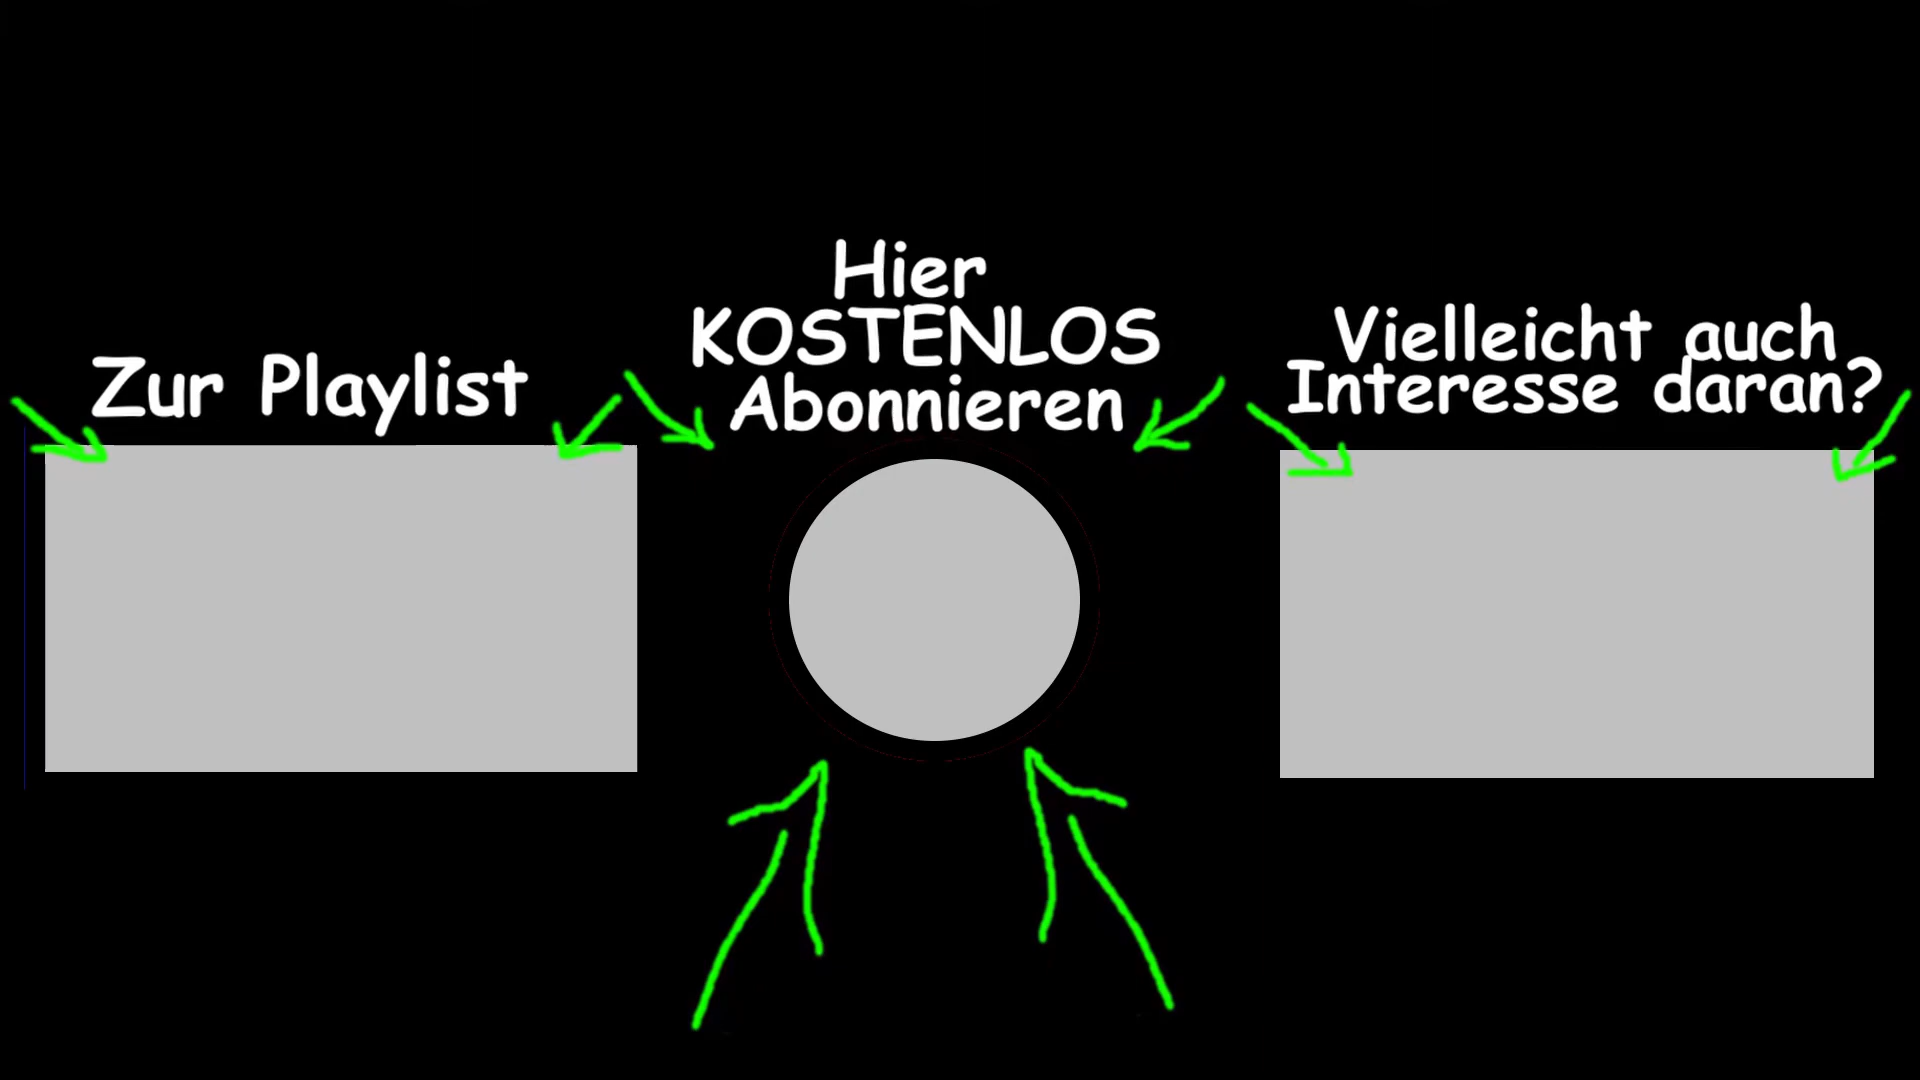 Zur Playlist
Hier
KOSTENLOS
Abonnieren
Vielleicht auch
Interesse daran?